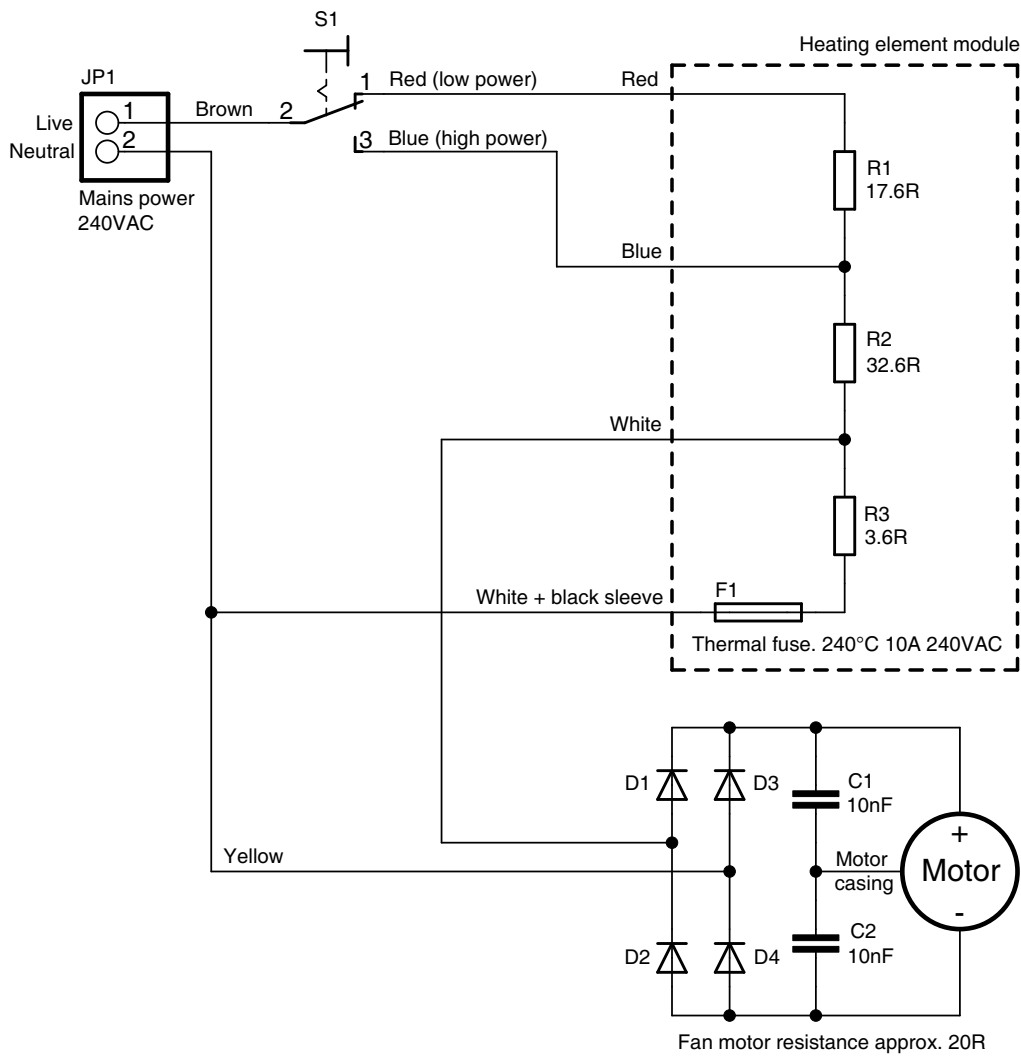 S1
Heating element module
JP1
1
Red (low power)
Red
Live
1
Brown
2
Neutral
2
3
Blue (high power)
Mains power
240VAC
R1
17.6R
Blue
R2
32.6R
White
R3
3.6R
White + black sleeve
F1
Thermal fuse. 240°C 10A 240VAC
D1
D3
C1
10nF
+
Yellow
Motor
casing
Motor
-
D2
D4
C2
10nF
Fan motor resistance approx. 20R